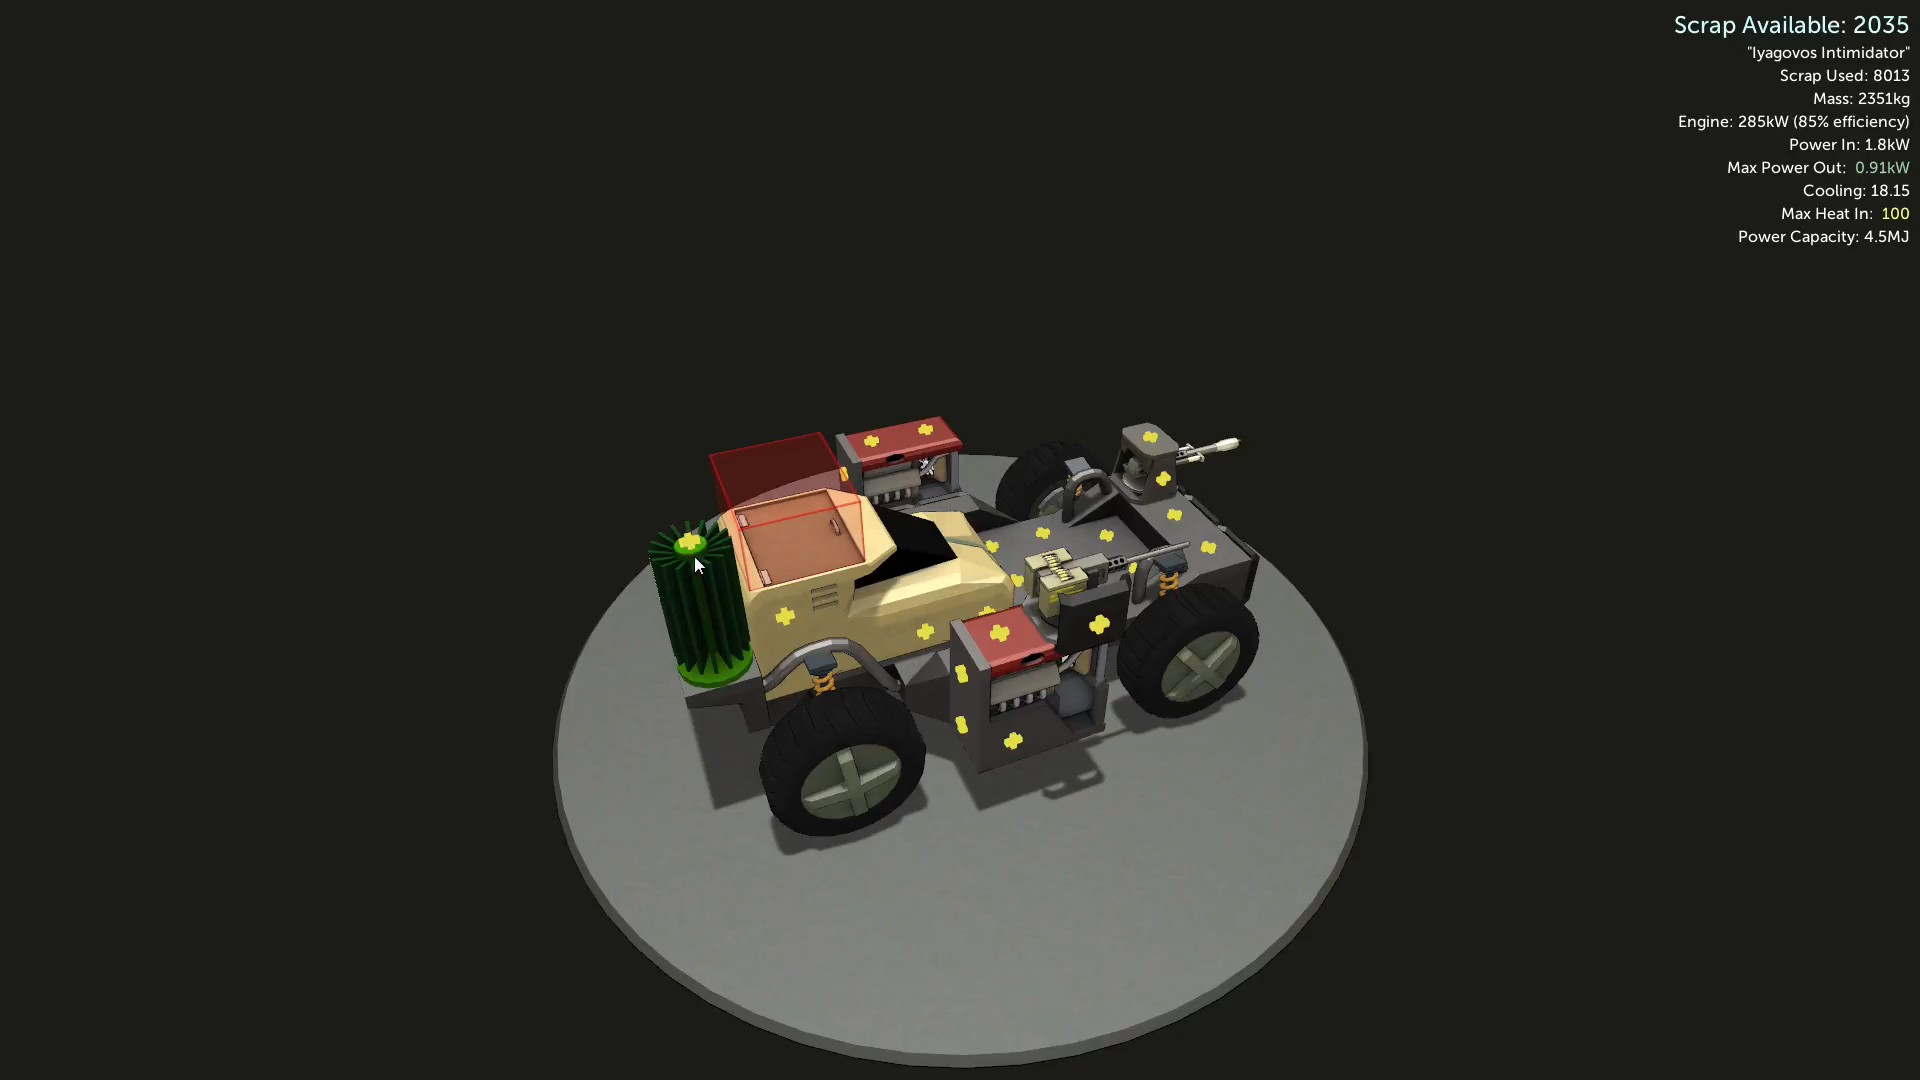 Scrap Available: 2035
"Iyagovos Intimidator"
Scrap Used: 8013
Mass: 2351kg
Engine: 285kW (85% efficiency)
Power In: 1.8kW
Max Power Out: 0.91kW
Cooling: 18.15
Max Heat In: 100
Power Capacity: 4.5MJ